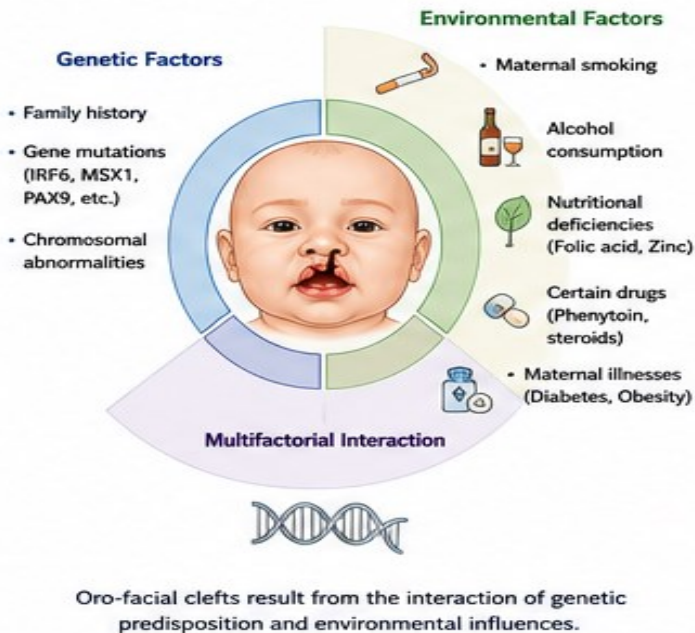 Environmental Factors
Genetic Factors
• Maternal smoking
• Family history
• Gene mutations
(IRF6, MSX1,
PAX9, etc.)
• Chromosomal
abnormalities
Alcohol
consumption
Nutritional
deficiencies
(Folic acid, Zinc)
Certain drugs
(Phenytoin,
steroids)
• Maternal illnesses
(Diabetes, Obesity)
Multifactorial Interaction
Oro-facial clefts result from the interaction of genetic
predisposition and environmental influences.